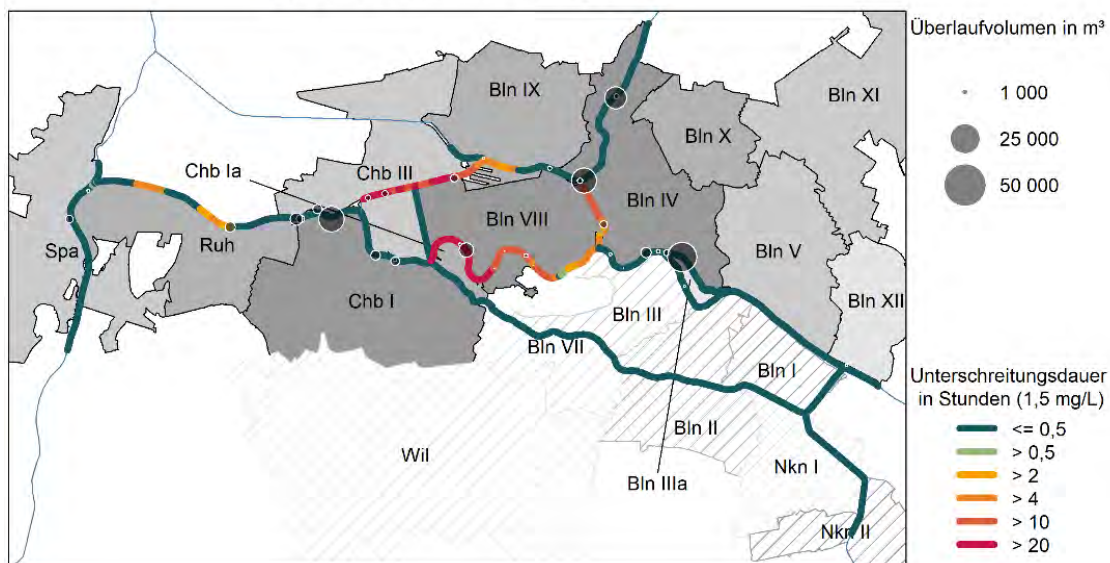 Überlaufvolumen in m³
1 000
25 000
50 000
Unterschreitungsdauer
in Stunden (1,5 mg/L)
<= 0,5
> 0,5
> 2
> 4
> 10
> 20
Bln IX
Bln XI
Bln X
Chb Ia
Chb III
Bln IV
Bln VIII
Spa
Ruh
Bln V
Bln XII
Chb I
Bln III
Bln VII
Bln I
Bln II
Wil
Nkn I
Bln IIIa
Nkn II